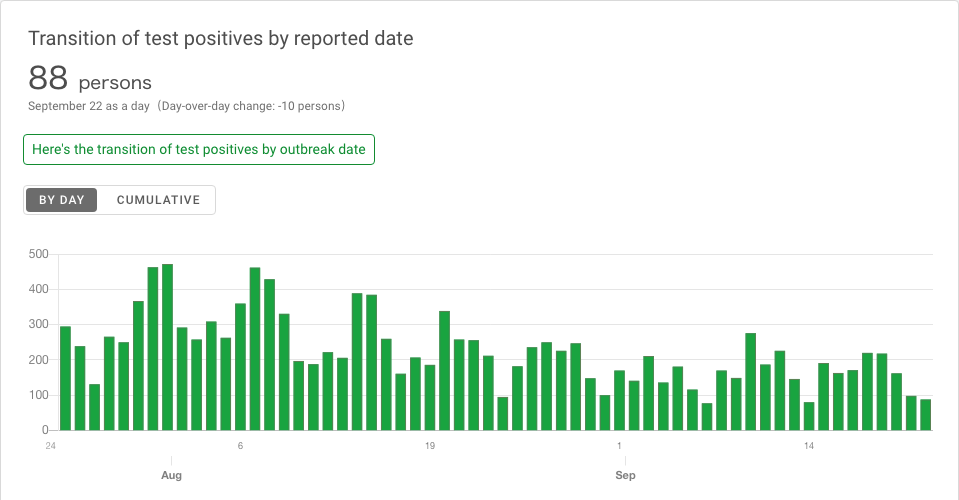 Transition of test positives by reported date
88 persons
September 22 as a day（Day-over-day change: -10 persons）
Here's the transition of test positives by outbreak date
BY DAY CUMULATIVE
500
400
300
200
100
0
24 6 19 1 14
Aug Sep